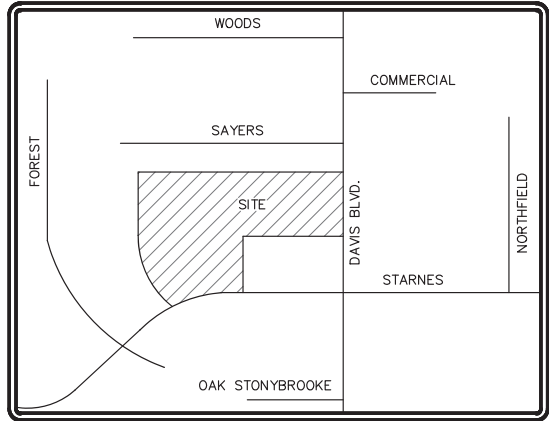 WOODS
COMMERCIAL
SAYERS
FOREST
SITE
DAVIS BLVD.
NORTHFIELD
STARNES
OAK STONYBROOKE